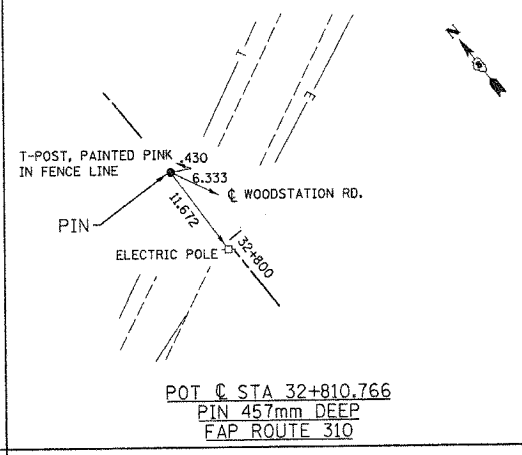 N
T
E
T-POST, PAINTED PINK
IN FENCE LINE
.430
6.333
℄ WOODSTATION RD.
PIN
11.672
ELECTRIC POLE
32+800
POT ℄ STA 32+810.766
PIN 457mm DEEP
FAP ROUTE 310